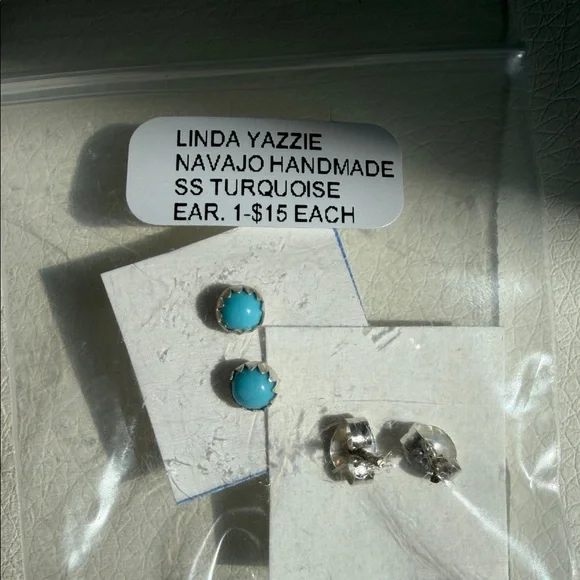 LINDA YAZZIE
NAVAJO HANDMADE
SS TURQUOISE
EAR. 1-$15 EACH